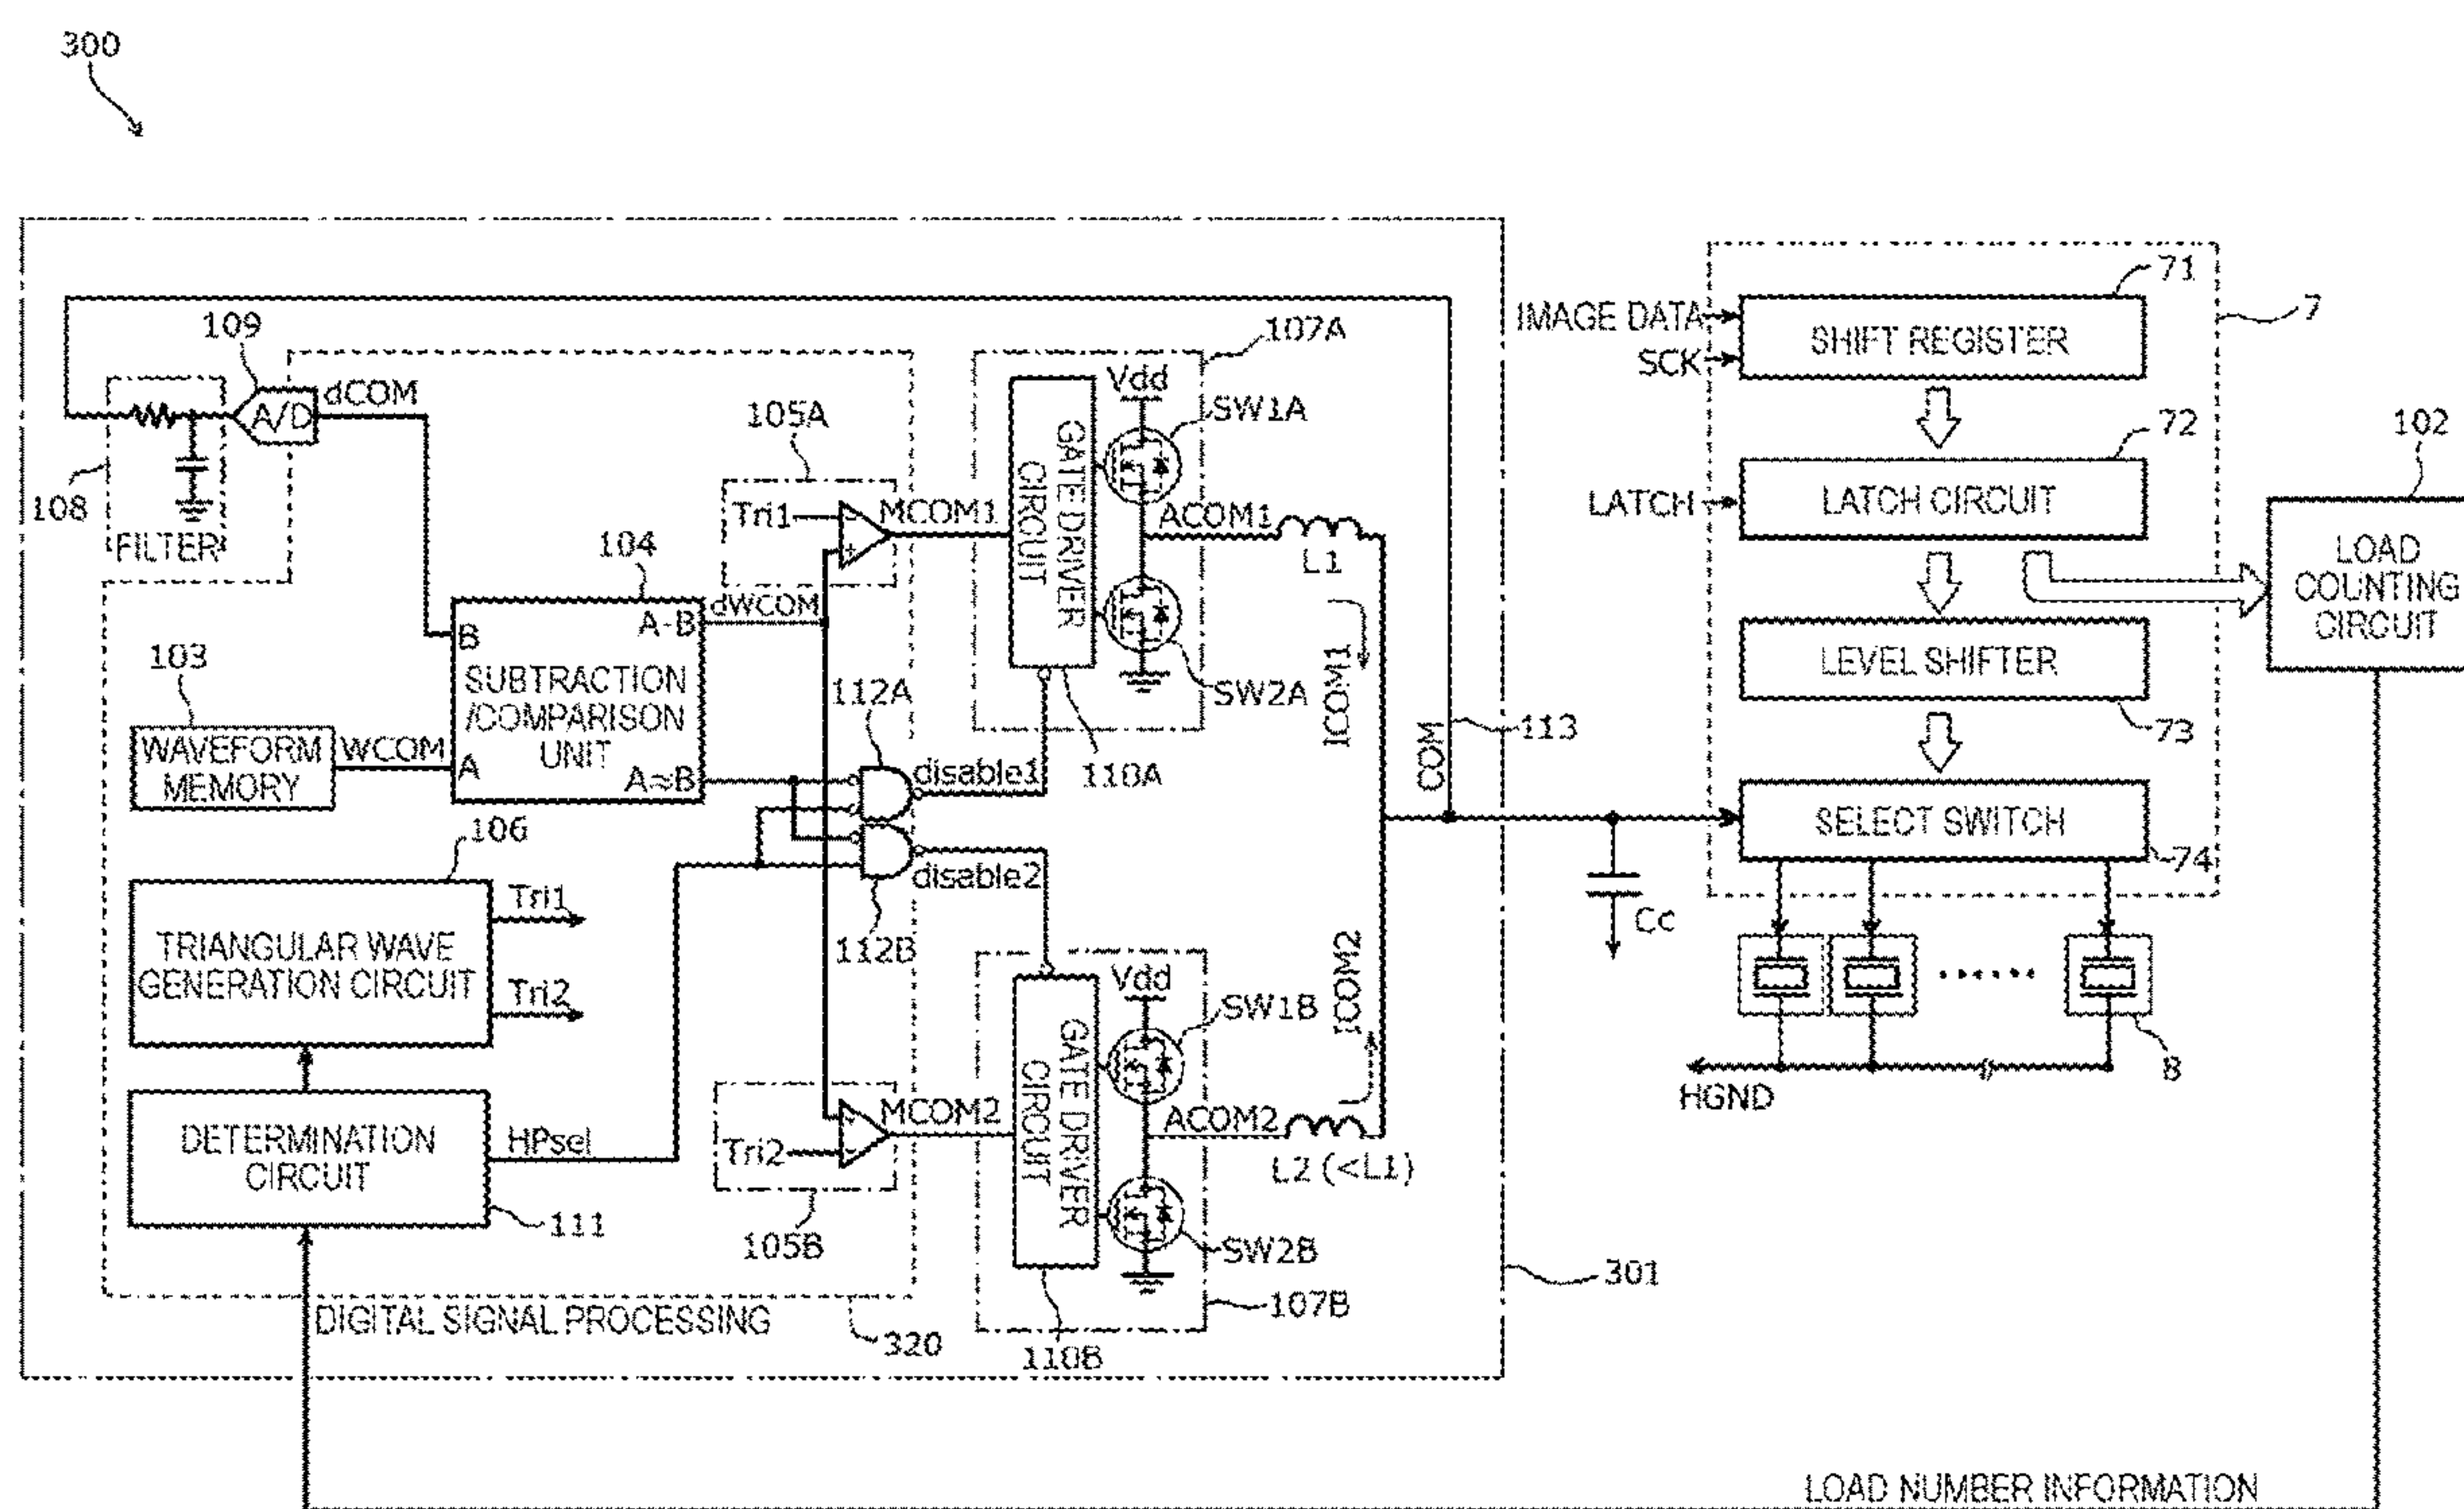 300
109
dCOM
A/D
108
FILTER
105A
Tri1
MCOM1
104
dWCOM
A-B
B
SUBTRACTION
/COMPARISON
UNIT
A
A≈B
103
WAVEFORM
MEMORY
WCOM
112A
disable1
disable2
112B
106
TRIANGULAR WAVE
GENERATION CIRCUIT
Tri1
Tri2
DETERMINATION
CIRCUIT
HPsel
111
MCOM2
Tri2
105B
DIGITAL SIGNAL PROCESSING
320
107A
Vdd
GATE DRIVER
CIRCUIT
SW1A
ACOM1
L1
SW2A
110A
ICOM1
COM
113
Vdd
GATE DRIVER
CIRCUIT
SW1B
ACOM2
L2 (<L1)
SW2B
ICOM2
107B
110B
301
Cc
IMAGE DATA
SCK
LATCH
71
SHIFT REGISTER
7
72
LATCH CIRCUIT
LEVEL SHIFTER
73
SELECT SWITCH
74
102
LOAD
COUNTING
CIRCUIT
HGND
8
LOAD NUMBER INFORMATION